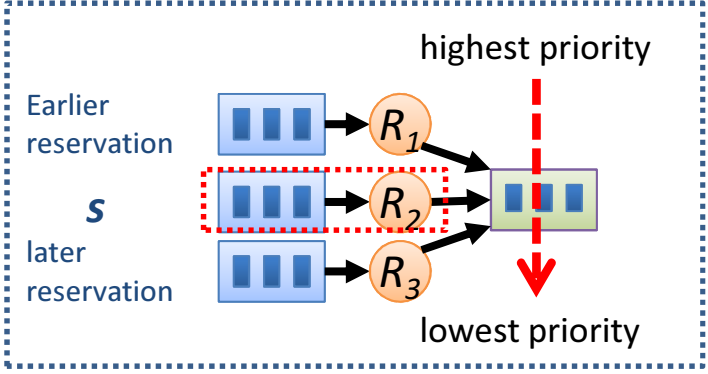 highest priority
Earlier
reservation
R1
S
R2
later
reservation
R3
lowest priority